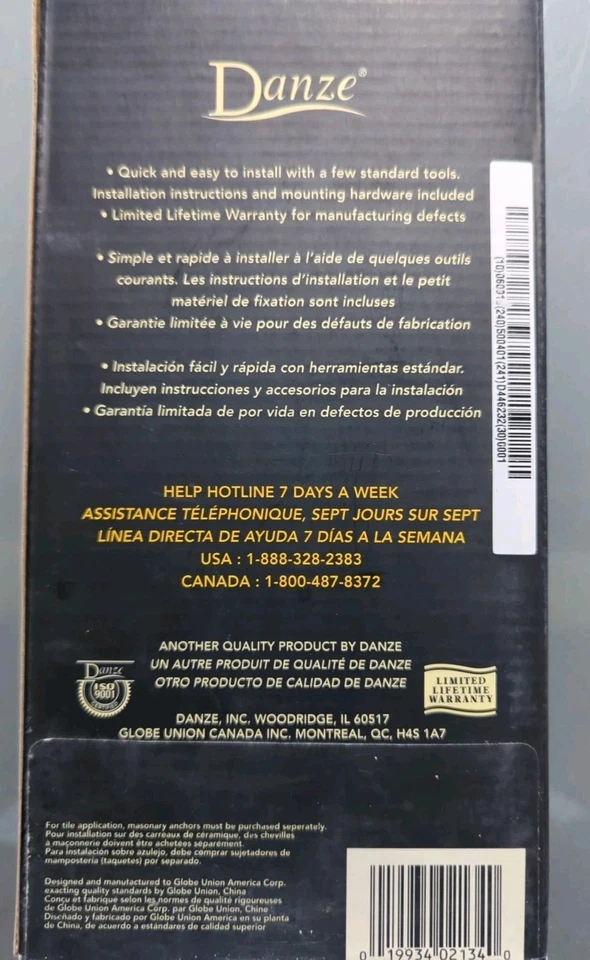 Danze®
• Quick and easy to install with a few standard tools.
Installation instructions and mounting hardware included
• Limited Lifetime Warranty for manufacturing defects
• Simple et rapide à installer à l'aide de quelques outils
courants. Les instructions d'installation et le petit
matériel de fixation sont incluses
• Garantie limitée à vie pour des défauts de fabrication
• Instalación fácil y rápida con herramientas estándar.
Incluyen instrucciones y accesorios para la instalación
• Garantía limitada de por vida en defectos de producción
(240)500401(241)D446232(30)0001
HELP HOTLINE 7 DAYS A WEEK
ASSISTANCE TÉLÉPHONIQUE, SEPT JOURS SUR SEPT
LÍNEA DIRECTA DE AYUDA 7 DÍAS A LA SEMANA
USA : 1-888-328-2383
CANADA : 1-800-487-8372
ANOTHER QUALITY PRODUCT BY DANZE
UN AUTRE PRODUIT DE QUALITÉ DE DANZE
OTRO PRODUCTO DE CALIDAD DE DANZE
Danze
ISO
9001
CERTIFIED
LIMITED
LIFETIME
WARRANTY
DANZE, INC. WOODRIDGE, IL 60517
GLOBE UNION CANADA INC. MONTREAL, QC, H4S 1A7
For tile application, masonary anchors must be purchased seperately.
Pour installation sur des carreaux de céramique, des chevilles
à maçonnerie doivent être achetées séparément.
Para instalación sobre azulejo, debe comprar sujetadores de
mampostería (taquetes) por separado.
Designed and manufactured to Globe Union America Corp.
exacting quality standards by Globe Union, China
Conçu et fabriqué selon les normes de qualité rigoureuses
de Globe Union America Corp. par Globe Union, Chine
Diseñado y fabricado por Globe Union America en su planta
de China, de acuerdo a estándares de calidad superior
0 19934 02134 0